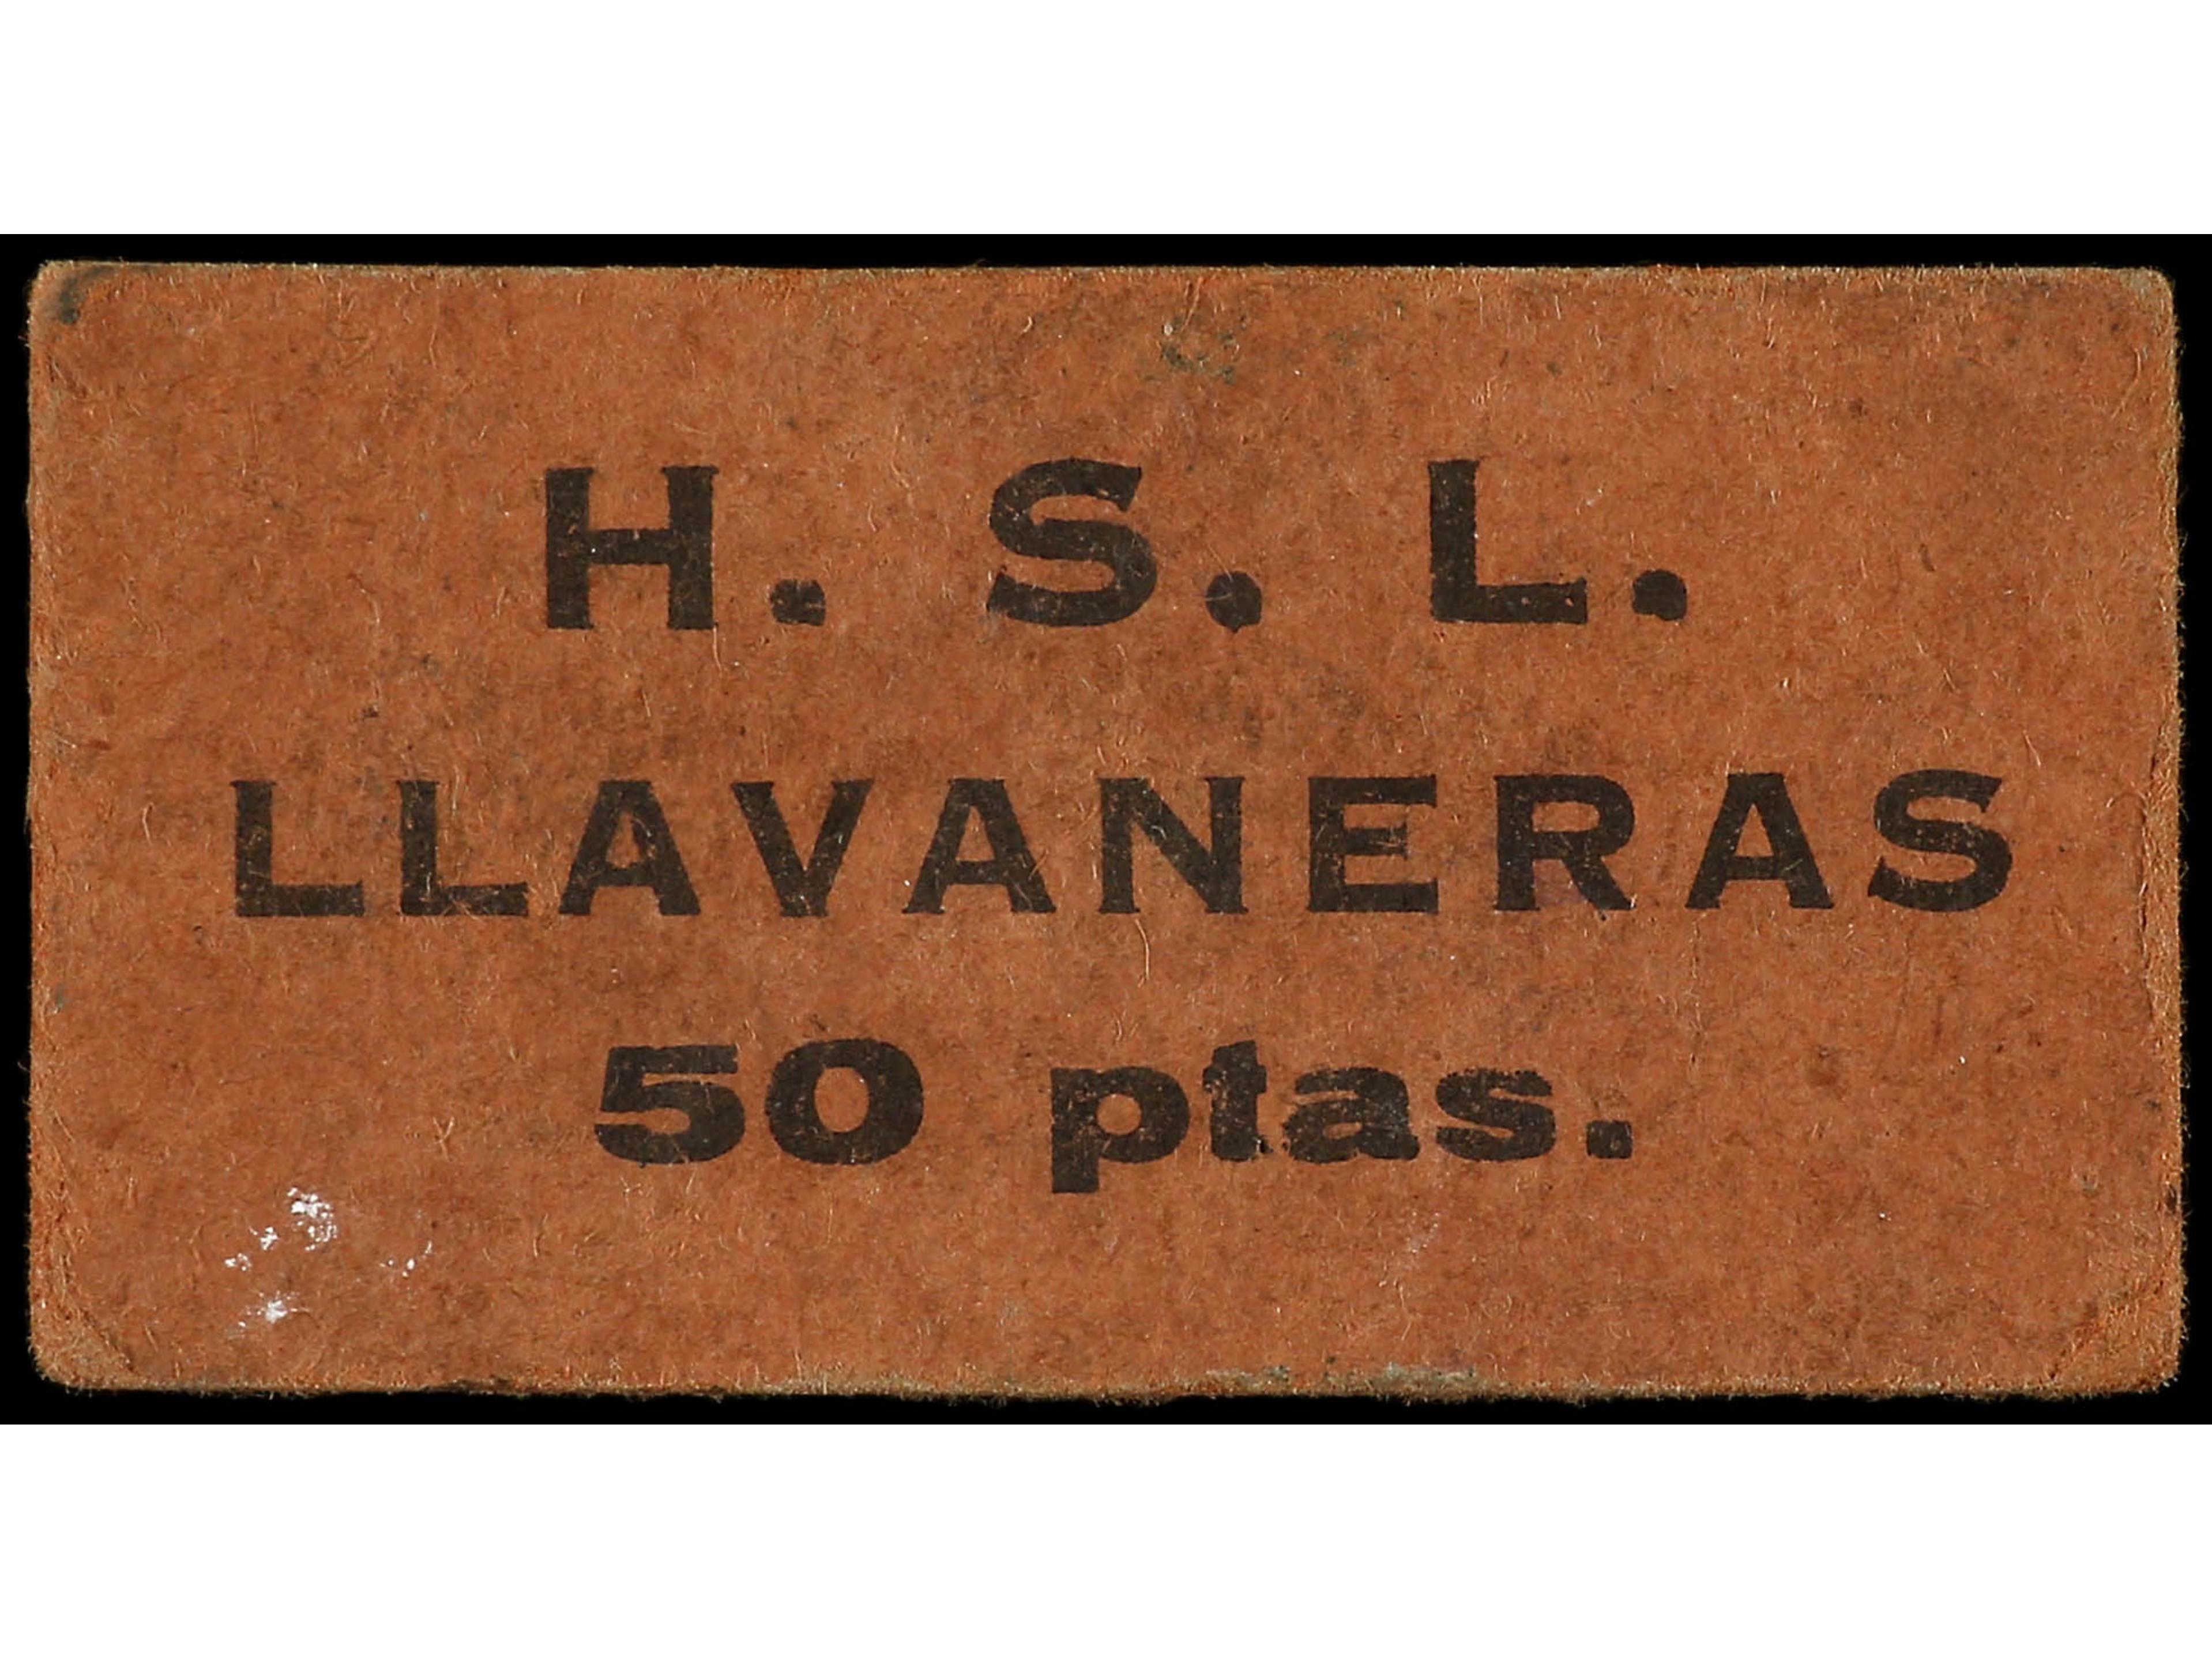 H. S. L.
LLAVANERAS
50 ptas.